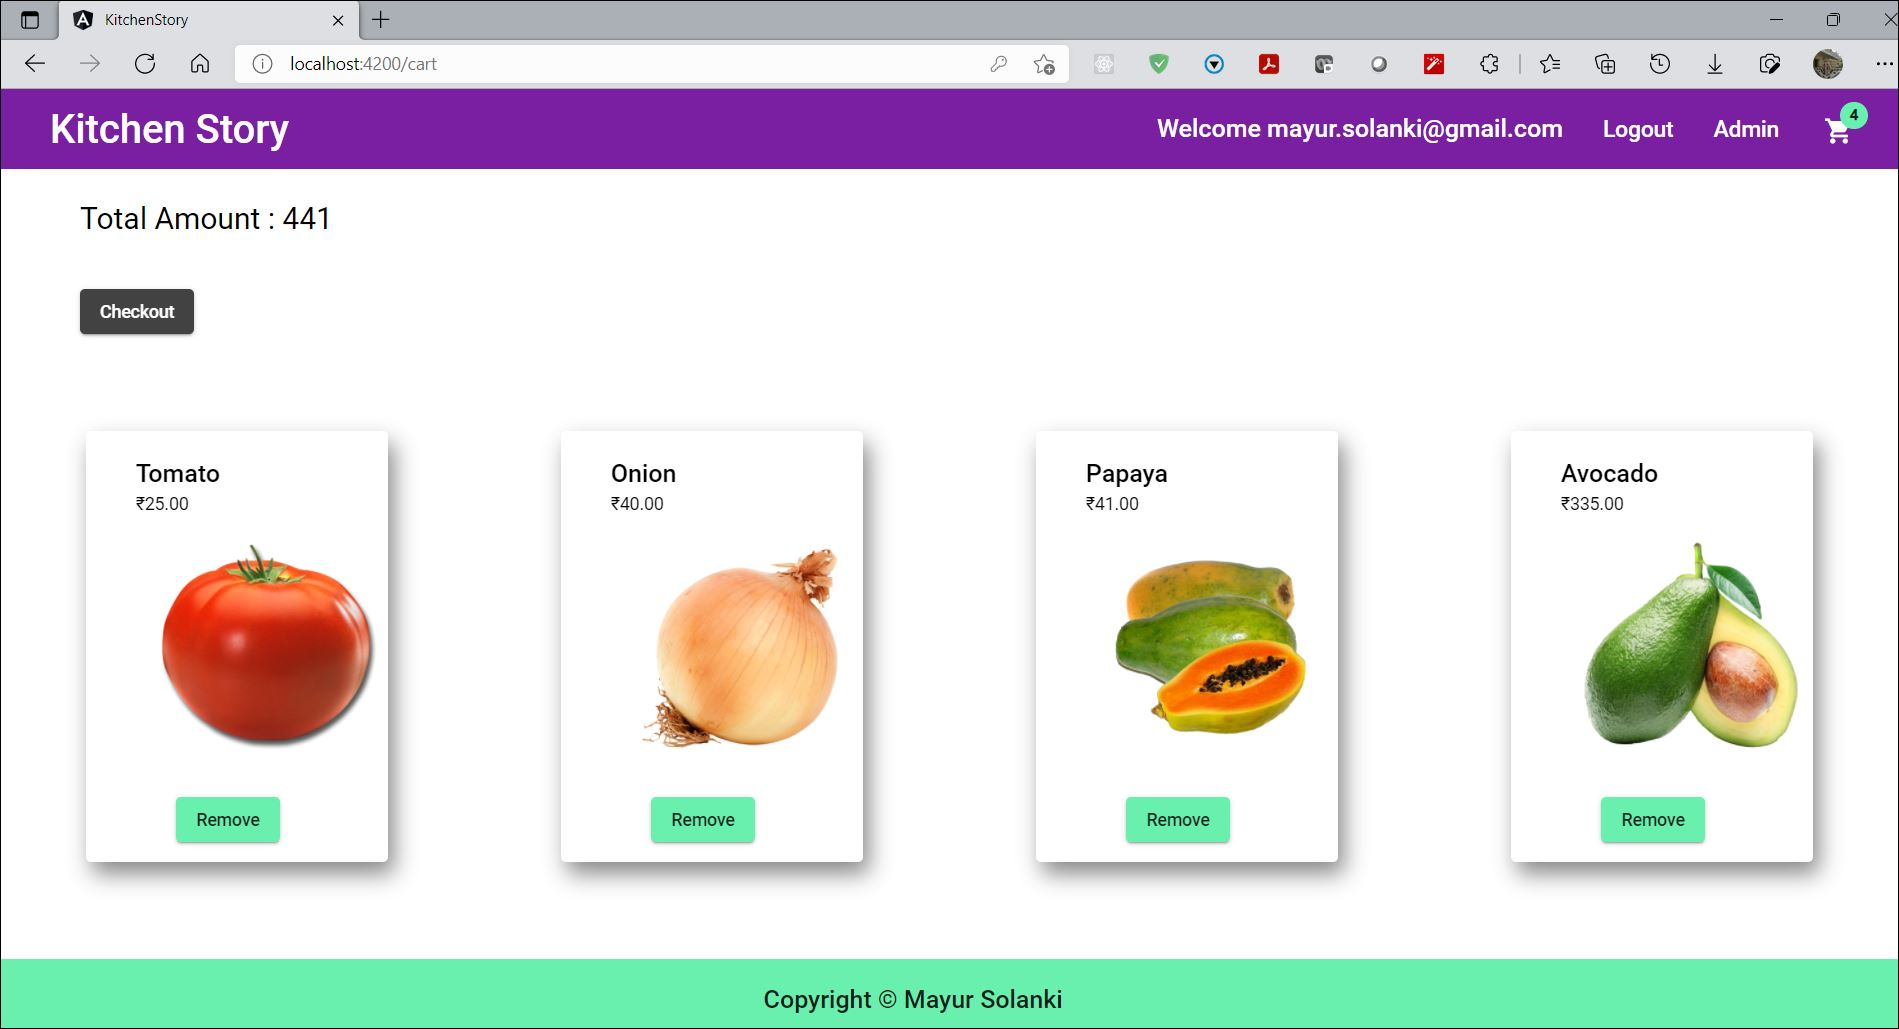 KitchenStory
localhost:4200/cart
Kitchen Story
Welcome mayur.solanki@gmail.com
Logout
Admin
4
Total Amount : 441
Checkout
Tomato
₹25.00
Remove
Onion
₹40.00
Remove
Papaya
₹41.00
Remove
Avocado
₹335.00
Remove
Copyright © Mayur Solanki